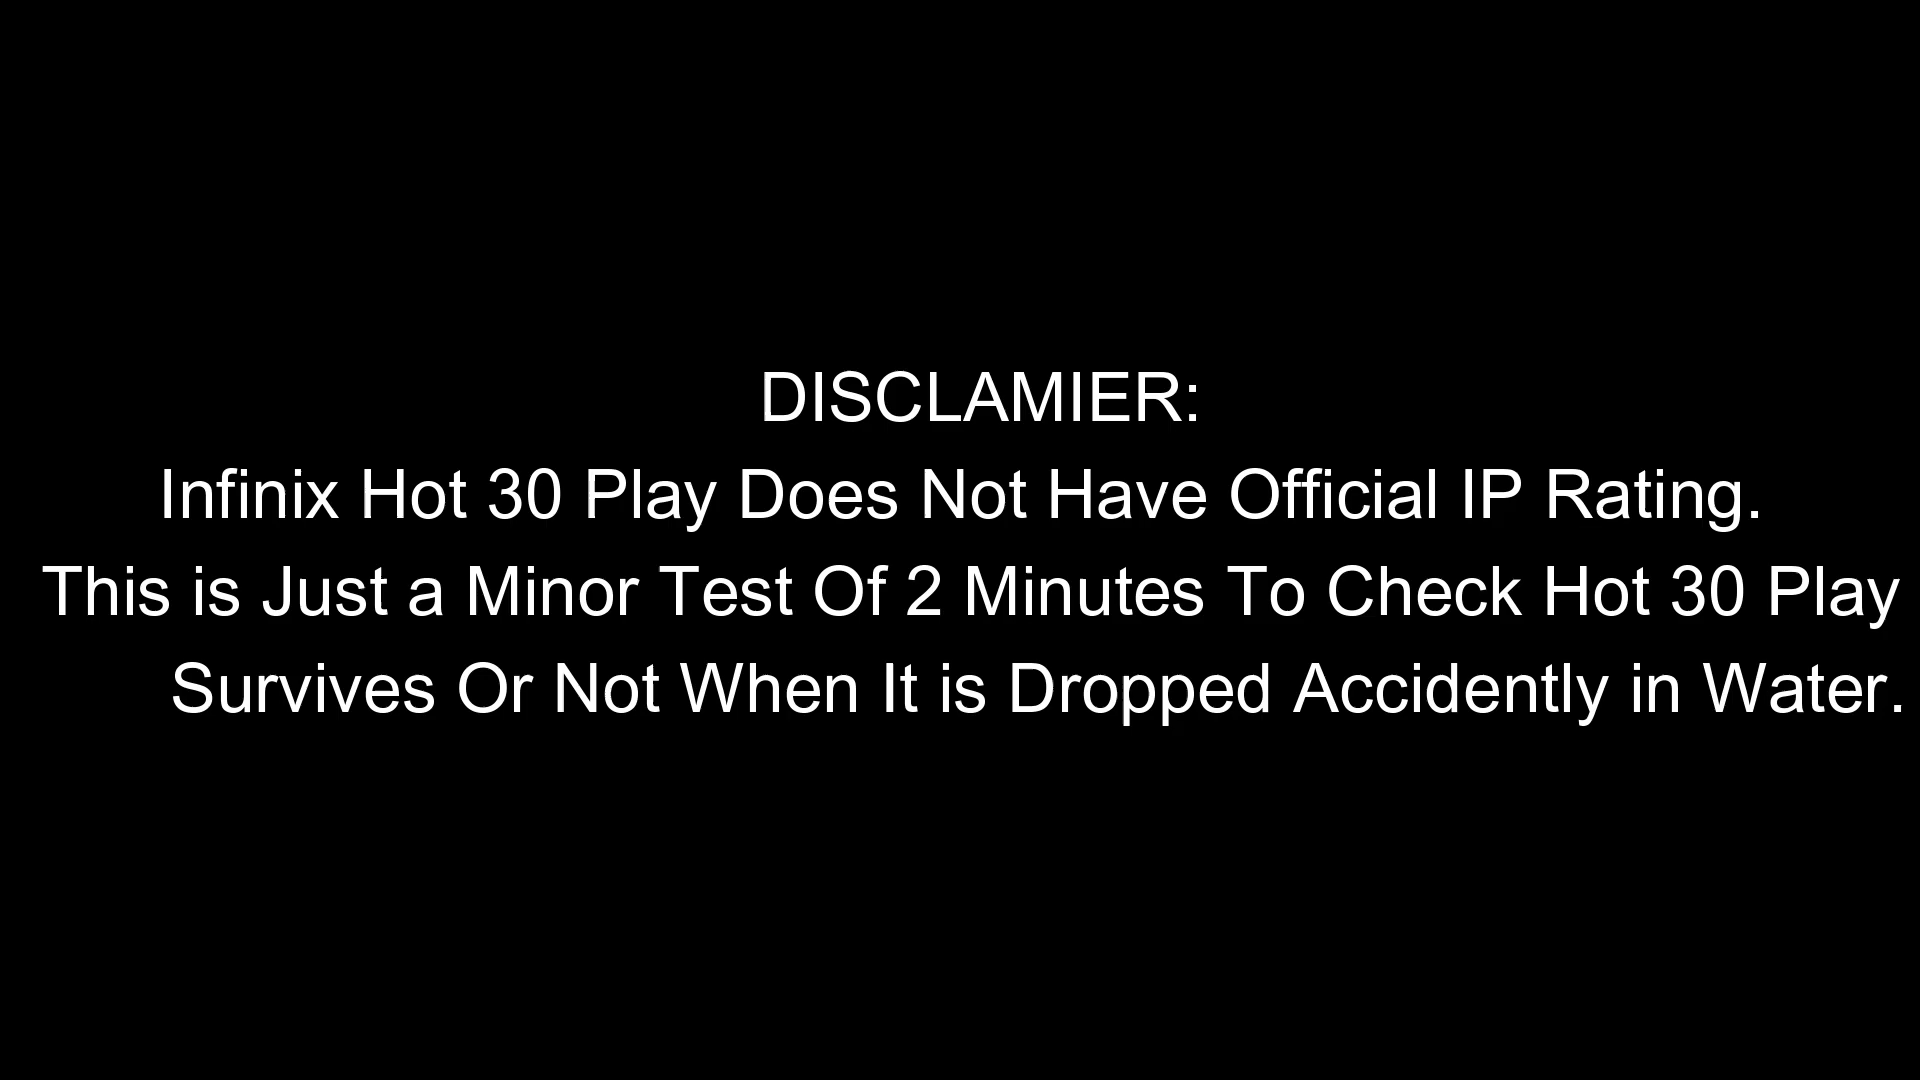 DISCLAMIER:
Infinix Hot 30 Play Does Not Have Official IP Rating.
This is Just a Minor Test Of 2 Minutes To Check Hot 30 Play
Survives Or Not When It is Dropped Accidently in Water.